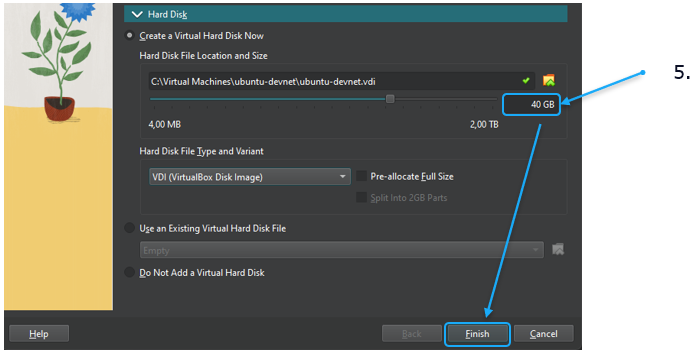 Hard Disk
Create a Virtual Hard Disk Now
Hard Disk File Location and Size
C:\Virtual Machines\ubuntu-devnet\ubuntu-devnet.vdi
5.
40 GB
4,00 MB 2,00 TB
Hard Disk File Type and Variant
VDI (VirtualBox Disk Image) Pre-allocate Full Size
Split Into 2GB Parts
Use an Existing Virtual Hard Disk File
Empty
Do Not Add a Virtual Hard Disk
Help Back Finish Cancel